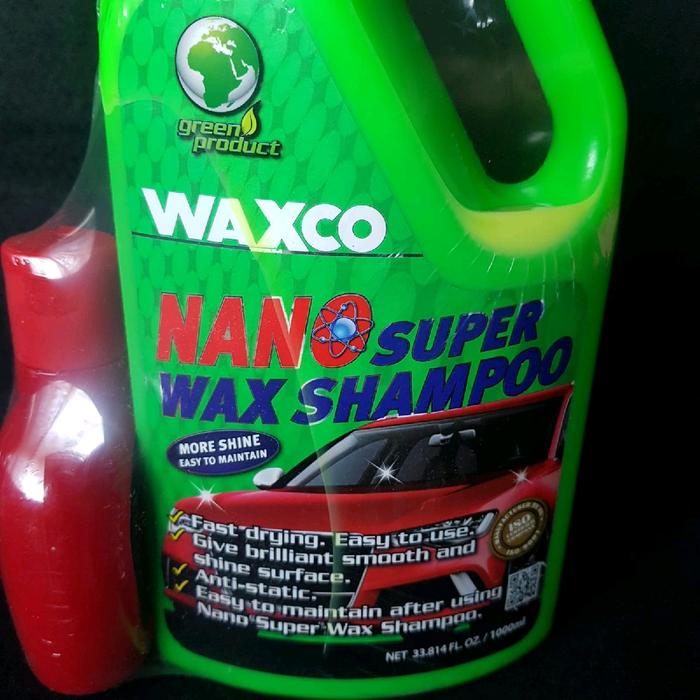 green
product
WAXCO
NANO SUPER
WAX SHAMPOO
MORE SHINE
EASY TO MAINTAIN
Fast drying. Easy to use.
Give brilliant smooth and
shine surface.
Anti-static.
Easy to maintain after using
Nano Super Wax Shampoo.
ISO
NET 33.814 FL. OZ. / 1000ml